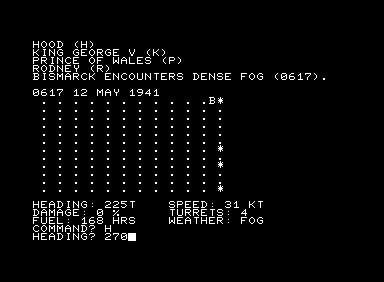 HOOD (H)
KING GEORGE V (K)
PRINCE OF WALES (P)
RODNEY (R)
BISMARCK ENCOUNTERS DENSE FOG (0617).
0617 12 MAY 1941
. . . . . . . . . . .B*
. . . . . . . . . . . .
. . . . . . . . . . . .
. . . . . . . . . . . .
. . . . . . . . . . . .
. . . . . . . . . . . *
. . . . . . . . . . . .
. . . . . . . . . . . *
. . . . . . . . . . . .
. . . . . . . . . . . .
. . . . . . . . . . . *
HEADING: 225T SPEED: 31 KT
DAMAGE: 0 % TURRETS: 4
FUEL: 168 HRS WEATHER: FOG
COMMAND? H
HEADING? 270